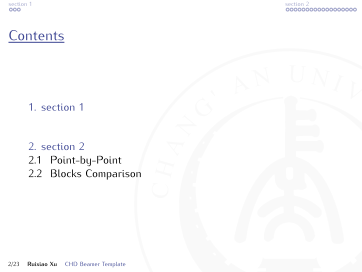 section 1
section 2
Contents
1. section 1
2. section 2
2.1 Point-by-Point
2.2 Blocks Comparison
CHANG' AN UNIV
2/23 Ruixiao Xu CHD Beamer Template